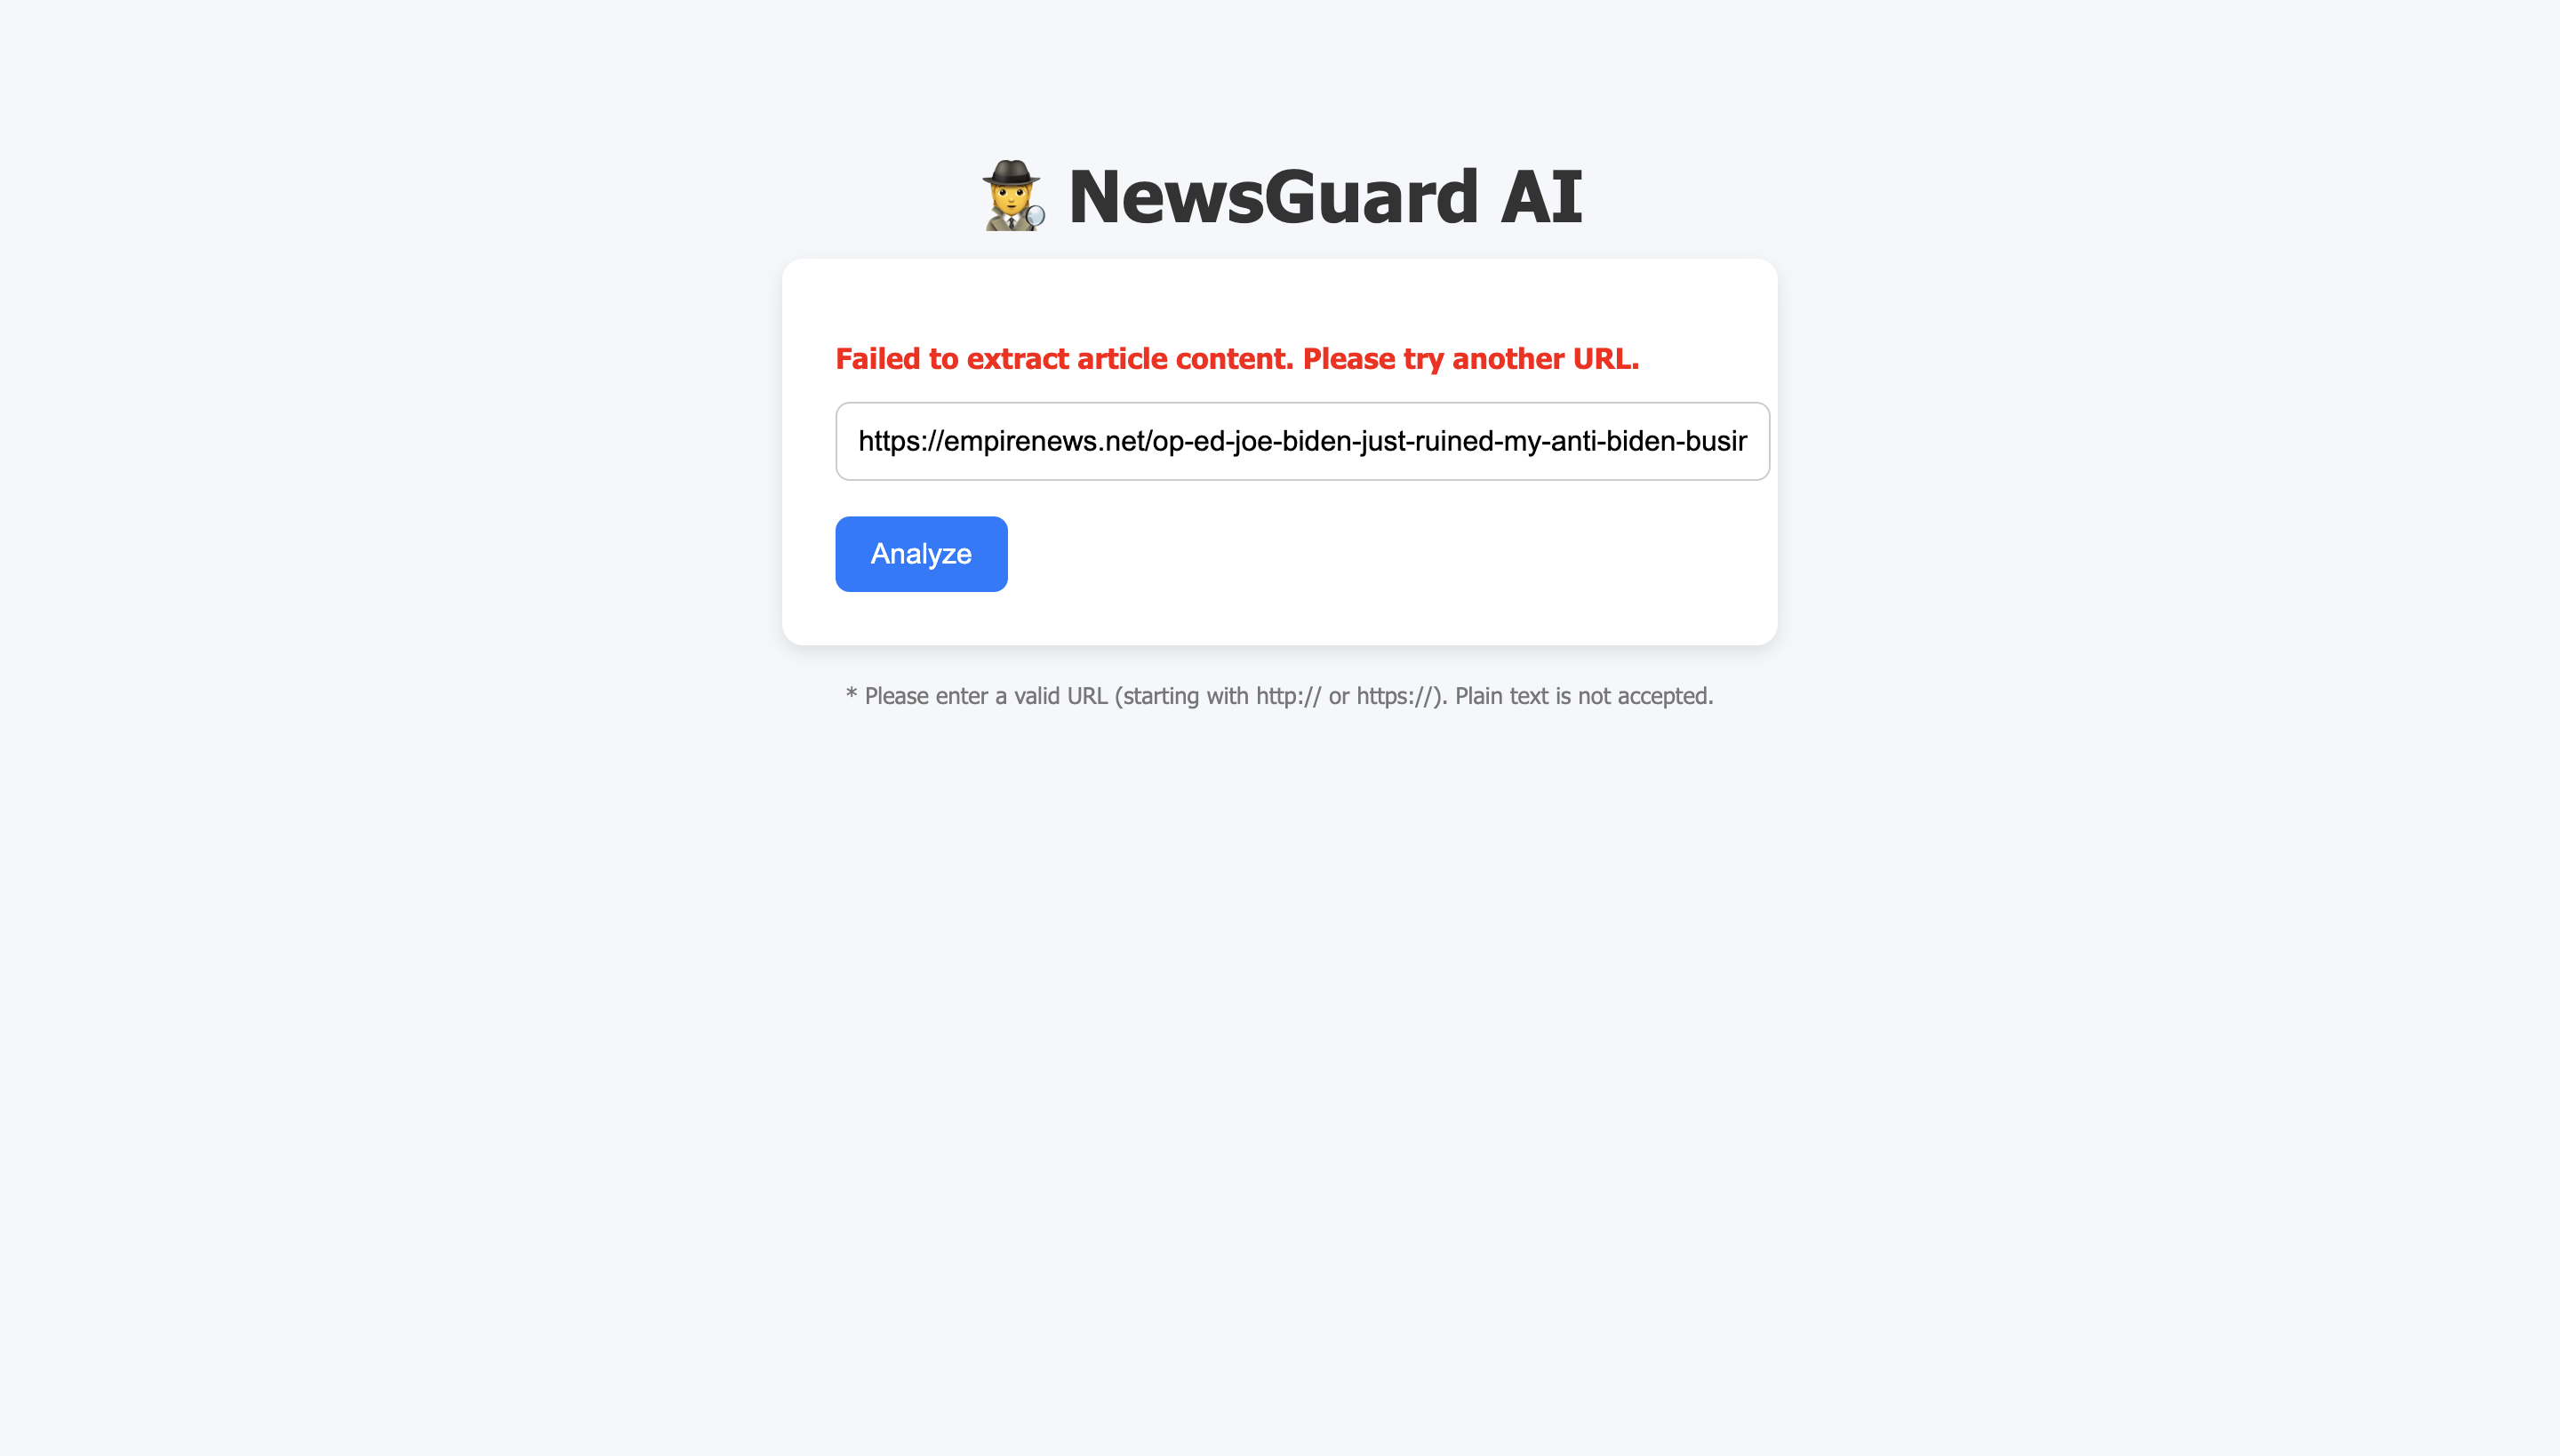 NewsGuard AI
Failed to extract article content. Please try another URL.
https://empirenews.net/op-ed-joe-biden-just-ruined-my-anti-biden-busir
Analyze
* Please enter a valid URL (starting with http:// or https://). Plain text is not accepted.